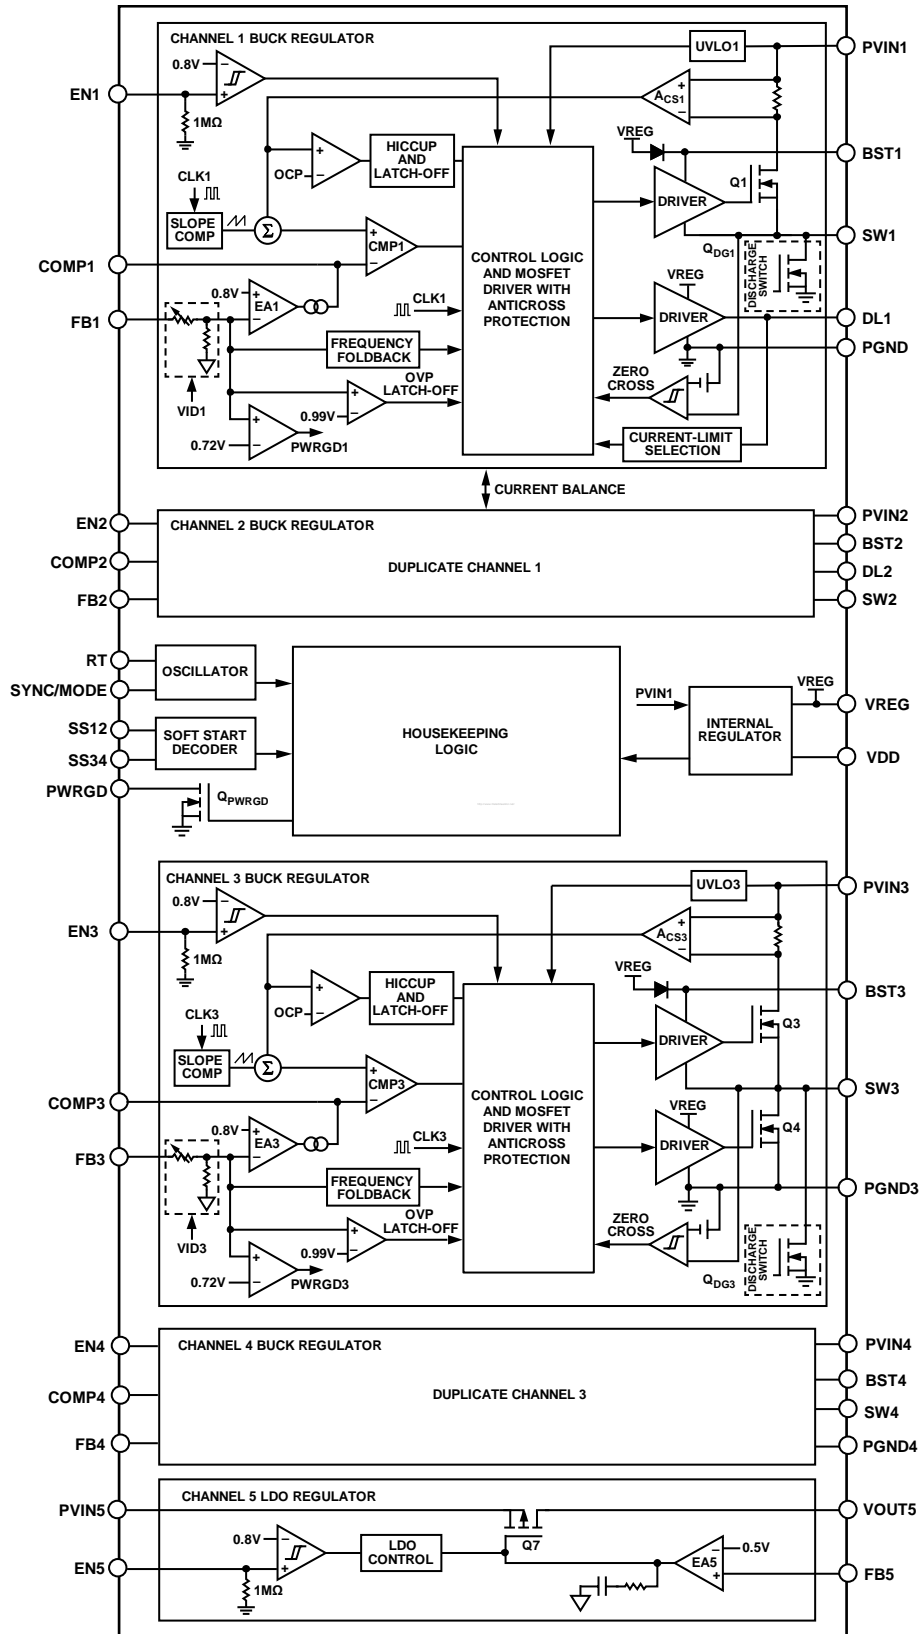 CHANNEL 1 BUCK REGULATOR
UVLO1
PVIN1
0.8V
−
+
EN1
1MΩ
+
ACS1
−
VREG
BST1
+
OCP
−
HICCUP
AND
LATCH-OFF
CLK1
SLOPE
COMP
Σ
+
CMP1
−
DRIVER
Q1
SW1
QDG1
DISCHARGE
SWITCH
COMP1
CONTROL LOGIC
AND MOSFET
DRIVER WITH
ANTICROSS
PROTECTION
0.8V
+
EA1
−
CLK1
VREG
DRIVER
DL1
FB1
FREQUENCY
FOLDBACK
PGND
VID1
OVP
LATCH-OFF
+
0.99V
−
ZERO
CROSS
+
0.72V
−
PWRGD1
CURRENT-LIMIT
SELECTION
CURRENT BALANCE
EN2
CHANNEL 2 BUCK REGULATOR
PVIN2
BST2
COMP2
DUPLICATE CHANNEL 1
DL2
FB2
SW2
RT
OSCILLATOR
SYNC/MODE
SS12
SOFT START
DECODER
SS34
PWRGD
QPWRGD
HOUSEKEEPING
LOGIC
PVIN1
INTERNAL
REGULATOR
VREG
VREG
VDD
CHANNEL 3 BUCK REGULATOR
UVLO3
PVIN3
0.8V
−
+
EN3
1MΩ
+
ACS3
−
VREG
BST3
+
OCP
−
HICCUP
AND
LATCH-OFF
CLK3
SLOPE
COMP
Σ
+
CMP3
−
DRIVER
Q3
SW3
COMP3
CONTROL LOGIC
AND MOSFET
DRIVER WITH
ANTICROSS
PROTECTION
0.8V
+
EA3
−
CLK3
VREG
DRIVER
Q4
FB3
FREQUENCY
FOLDBACK
PGND3
VID3
OVP
LATCH-OFF
+
0.99V
−
ZERO
CROSS
+
0.72V
−
PWRGD3
QDG3
DISCHARGE
SWITCH
EN4
CHANNEL 4 BUCK REGULATOR
PVIN4
BST4
COMP4
DUPLICATE CHANNEL 3
SW4
FB4
PGND4
CHANNEL 5 LDO REGULATOR
PVIN5
VOUT5
Q7
0.8V
−
+
EN5
1MΩ
LDO
CONTROL
−
0.5V
EA5
+
FB5